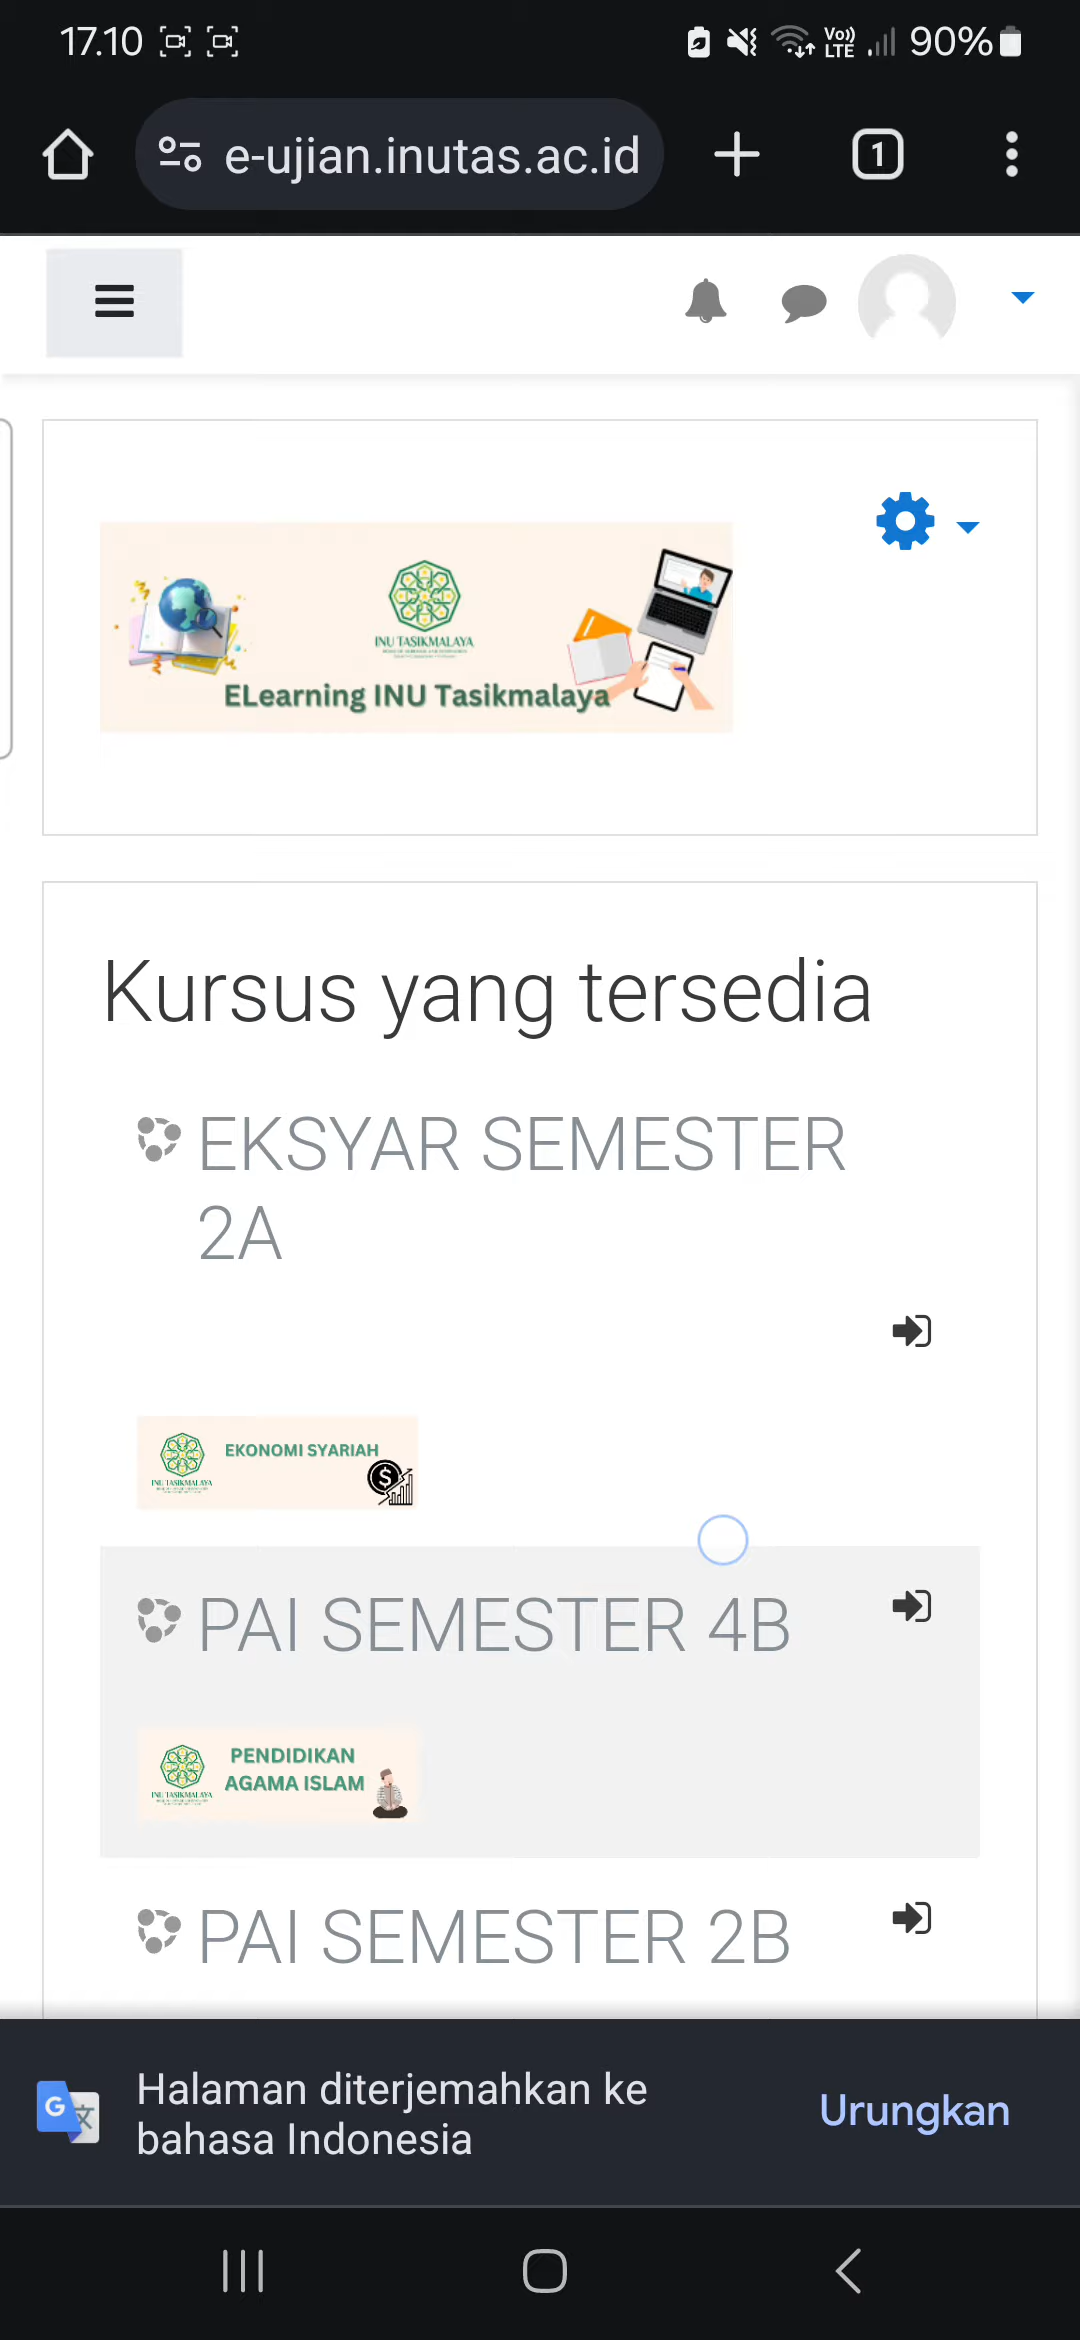 17.10
Vo)) LTE 90%
e-ujian.inutas.ac.id
1
INU TASIKMALAYA
ELearning INU Tasikmalaya
Kursus yang tersedia
EKSYAR SEMESTER
2A
EKONOMI SYARIAH
INU TASIKMALAYA
PAI SEMESTER 4B
PENDIDIKAN
AGAMA ISLAM
INU TASIKMALAYA
PAI SEMESTER 2B
Halaman diterjemahkan ke
bahasa Indonesia
Urungkan